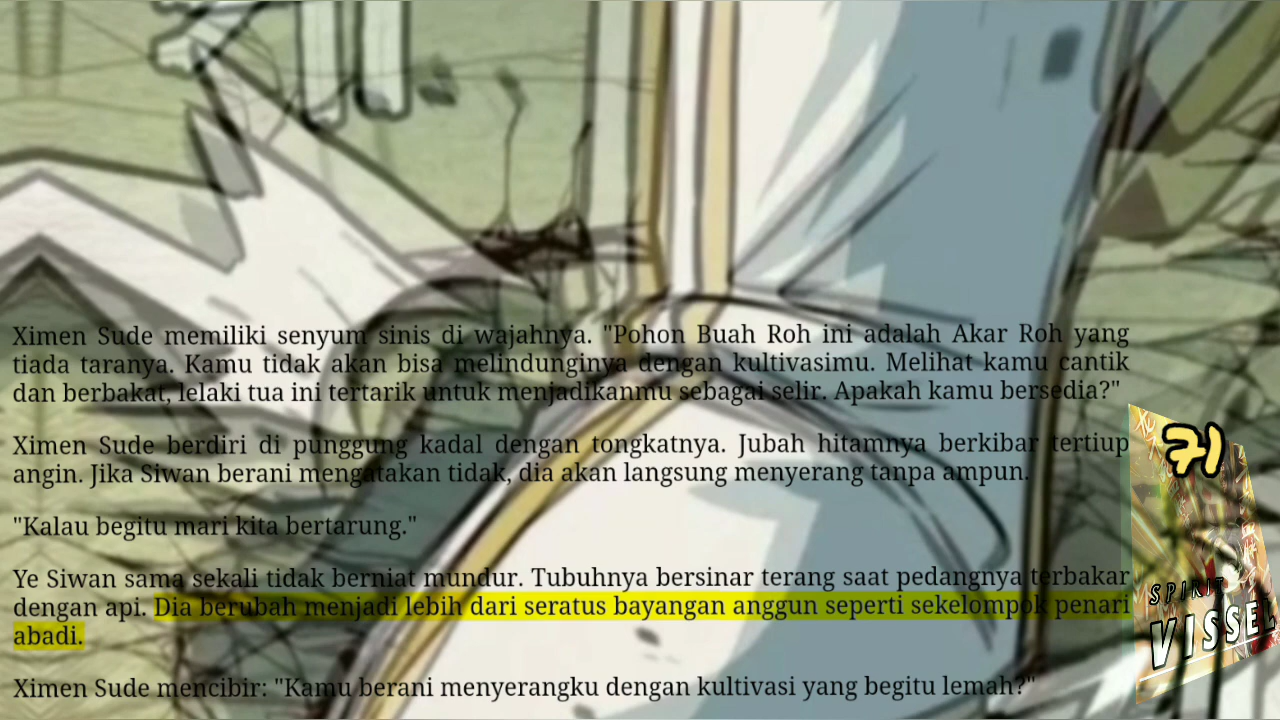 Ximen Sude memiliki senyum sinis di wajahnya. "Pohon Buah Roh ini adalah Akar Roh yang
tiada taranya. Kamu tidak akan bisa melindunginya dengan kultivasimu. Melihat kamu cantik
dan berbakat, lelaki tua ini tertarik untuk menjadikanmu sebagai selir. Apakah kamu bersedia?"
Ximen Sude berdiri di punggung kadal dengan tongkatnya. Jubah hitamnya berkibar tertiup
angin. Jika Siwan berani mengatakan tidak, dia akan langsung menyerang tanpa ampun.
"Kalau begitu mari kita bertarung."
Ye Siwan sama sekali tidak berniat mundur. Tubuhnya bersinar terang saat pedangnya terbakar
dengan api. Dia berubah menjadi lebih dari seratus bayangan anggun seperti sekelompok penari
abadi.
Ximen Sude mencibir: "Kamu berani menyerangku dengan kultivasi yang begitu lemah?"
71
SPIRIT
VISSEL